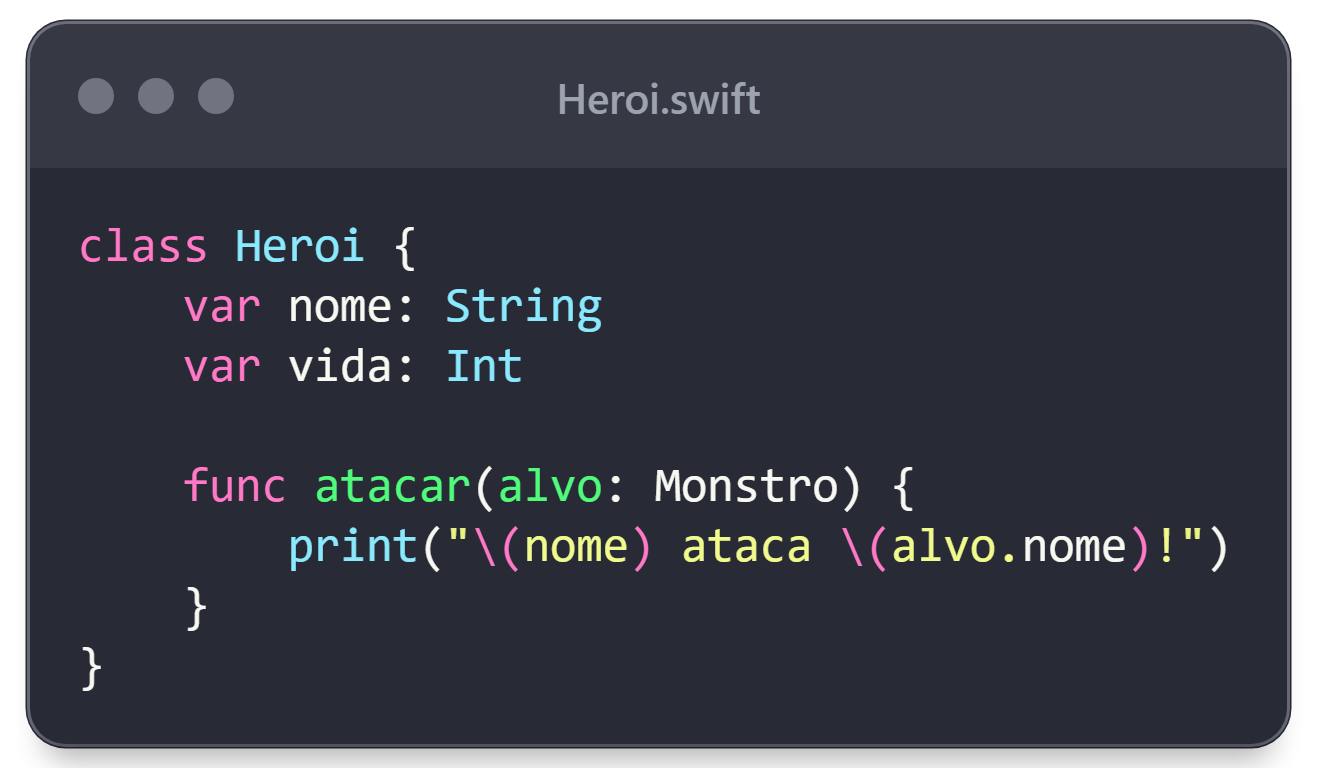 Heroi.swift
class Heroi {
    var nome: String
    var vida: Int

    func atacar(alvo: Monstro) {
        print("\(nome) ataca \(alvo.nome)!")
    }
}